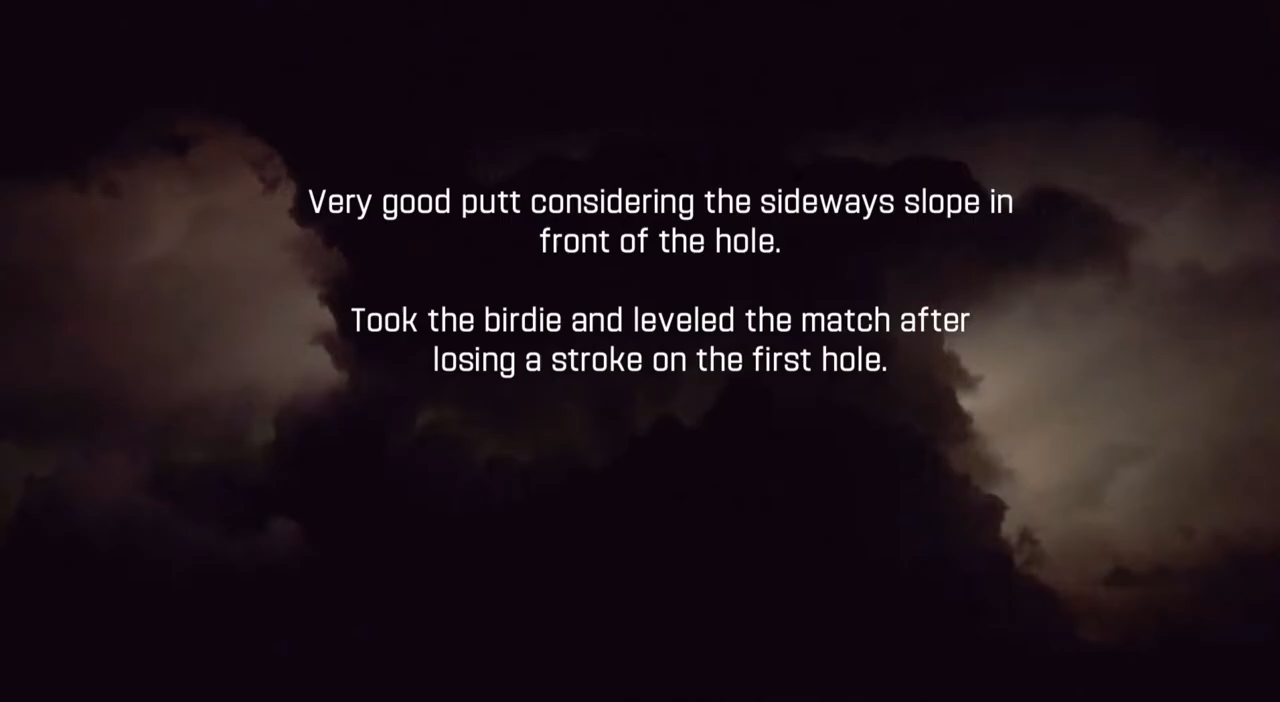 Very good putt considering the sideways slope in
front of the hole.
Took the birdie and leveled the match after
losing a stroke on the first hole.